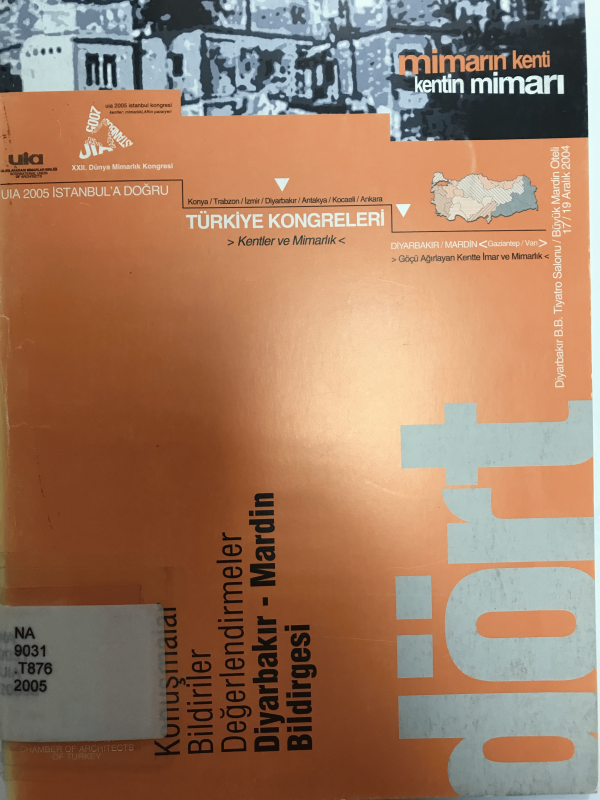 mimarın kenti
kentin mimarı
uia 2005 istanbul kongresi
2005
İSTANBUL
UIA
XXII. Dünya Mimarlık Kongresi
uia
UIA 2005 İSTANBUL'A DOĞRU
Konya / Trabzon / İzmir / Diyarbakır / Antakya / Kocaeli / Ankara
TÜRKİYE KONGRELERİ
> Kentler ve Mimarlık <
DİYARBAKIR / MARDİN < Gaziantep / Van >
> Göçü Ağırlayan Kentte İmar ve Mimarlık <
Diyarbakır B.B. Tiyatro Salonu / Büyük Mardin Oteli
17 / 19 Aralık 2004
dört
Konuşmalar
Bildiriler
Değerlendirmeler
Diyarbakır - Mardin
Bildirgesi
NA
9031
.T876
2005
CHAMBER OF ARCHITECTS
OF TURKEY